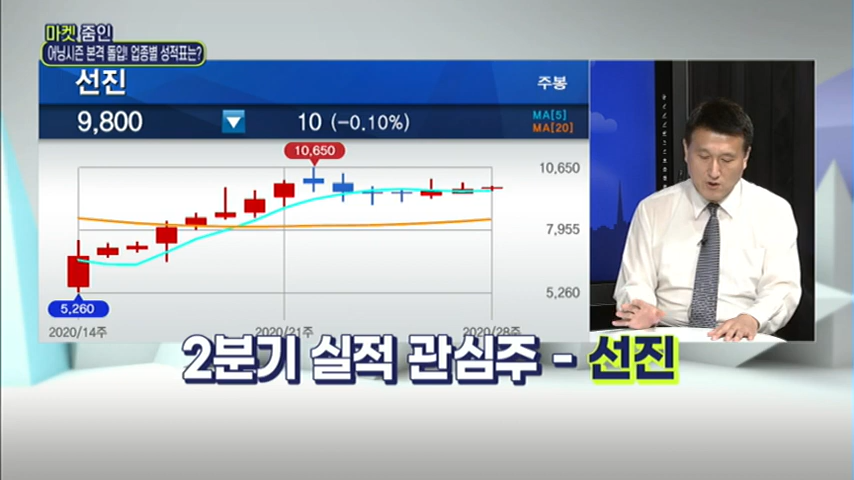 마켓 줌인
어닝시즌 본격 돌입! 업종별 성적표는?
선진
주봉
9,800
▼ 10 (-0.10%)
MA[5]
MA[20]
10,650
10,650
7,955
5,260
5,260
2020/14주
2020/21주
2020/28주
2분기 실적 관심주 - 선진